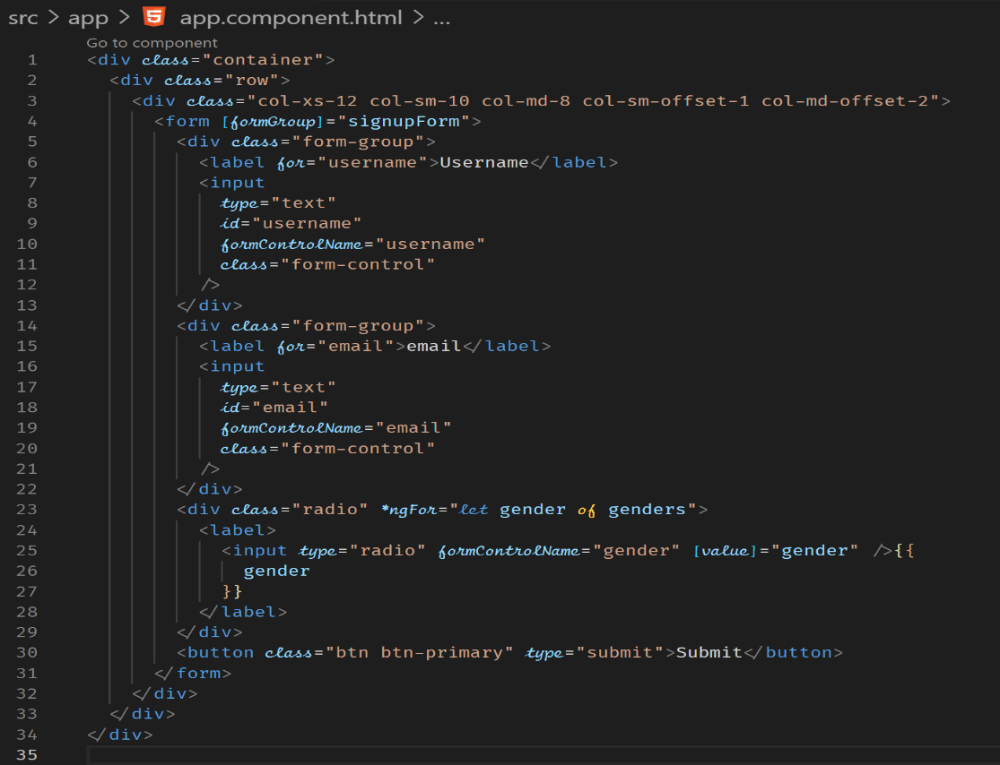 src > app > app.component.html > ...
Go to component
1 <div class="container">
2 <div class="row">
3 <div class="col-xs-12 col-sm-10 col-md-8 col-sm-offset-1 col-md-offset-2">
4 <form [formGroup]="signupForm">
5 <div class="form-group">
6 <label for="username">Username</label>
7 <input
8 type="text"
9 id="username"
10 formControlName="username"
11 class="form-control"
12 />
13 </div>
14 <div class="form-group">
15 <label for="email">email</label>
16 <input
17 type="text"
18 id="email"
19 formControlName="email"
20 class="form-control"
21 />
22 </div>
23 <div class="radio" *ngFor="let gender of genders">
24 <label>
25 <input type="radio" formControlName="gender" [value]="gender" />{{
26 gender
27 }}
28 </label>
29 </div>
30 <button class="btn btn-primary" type="submit">Submit</button>
31 </form>
32 </div>
33 </div>
34 </div>
35